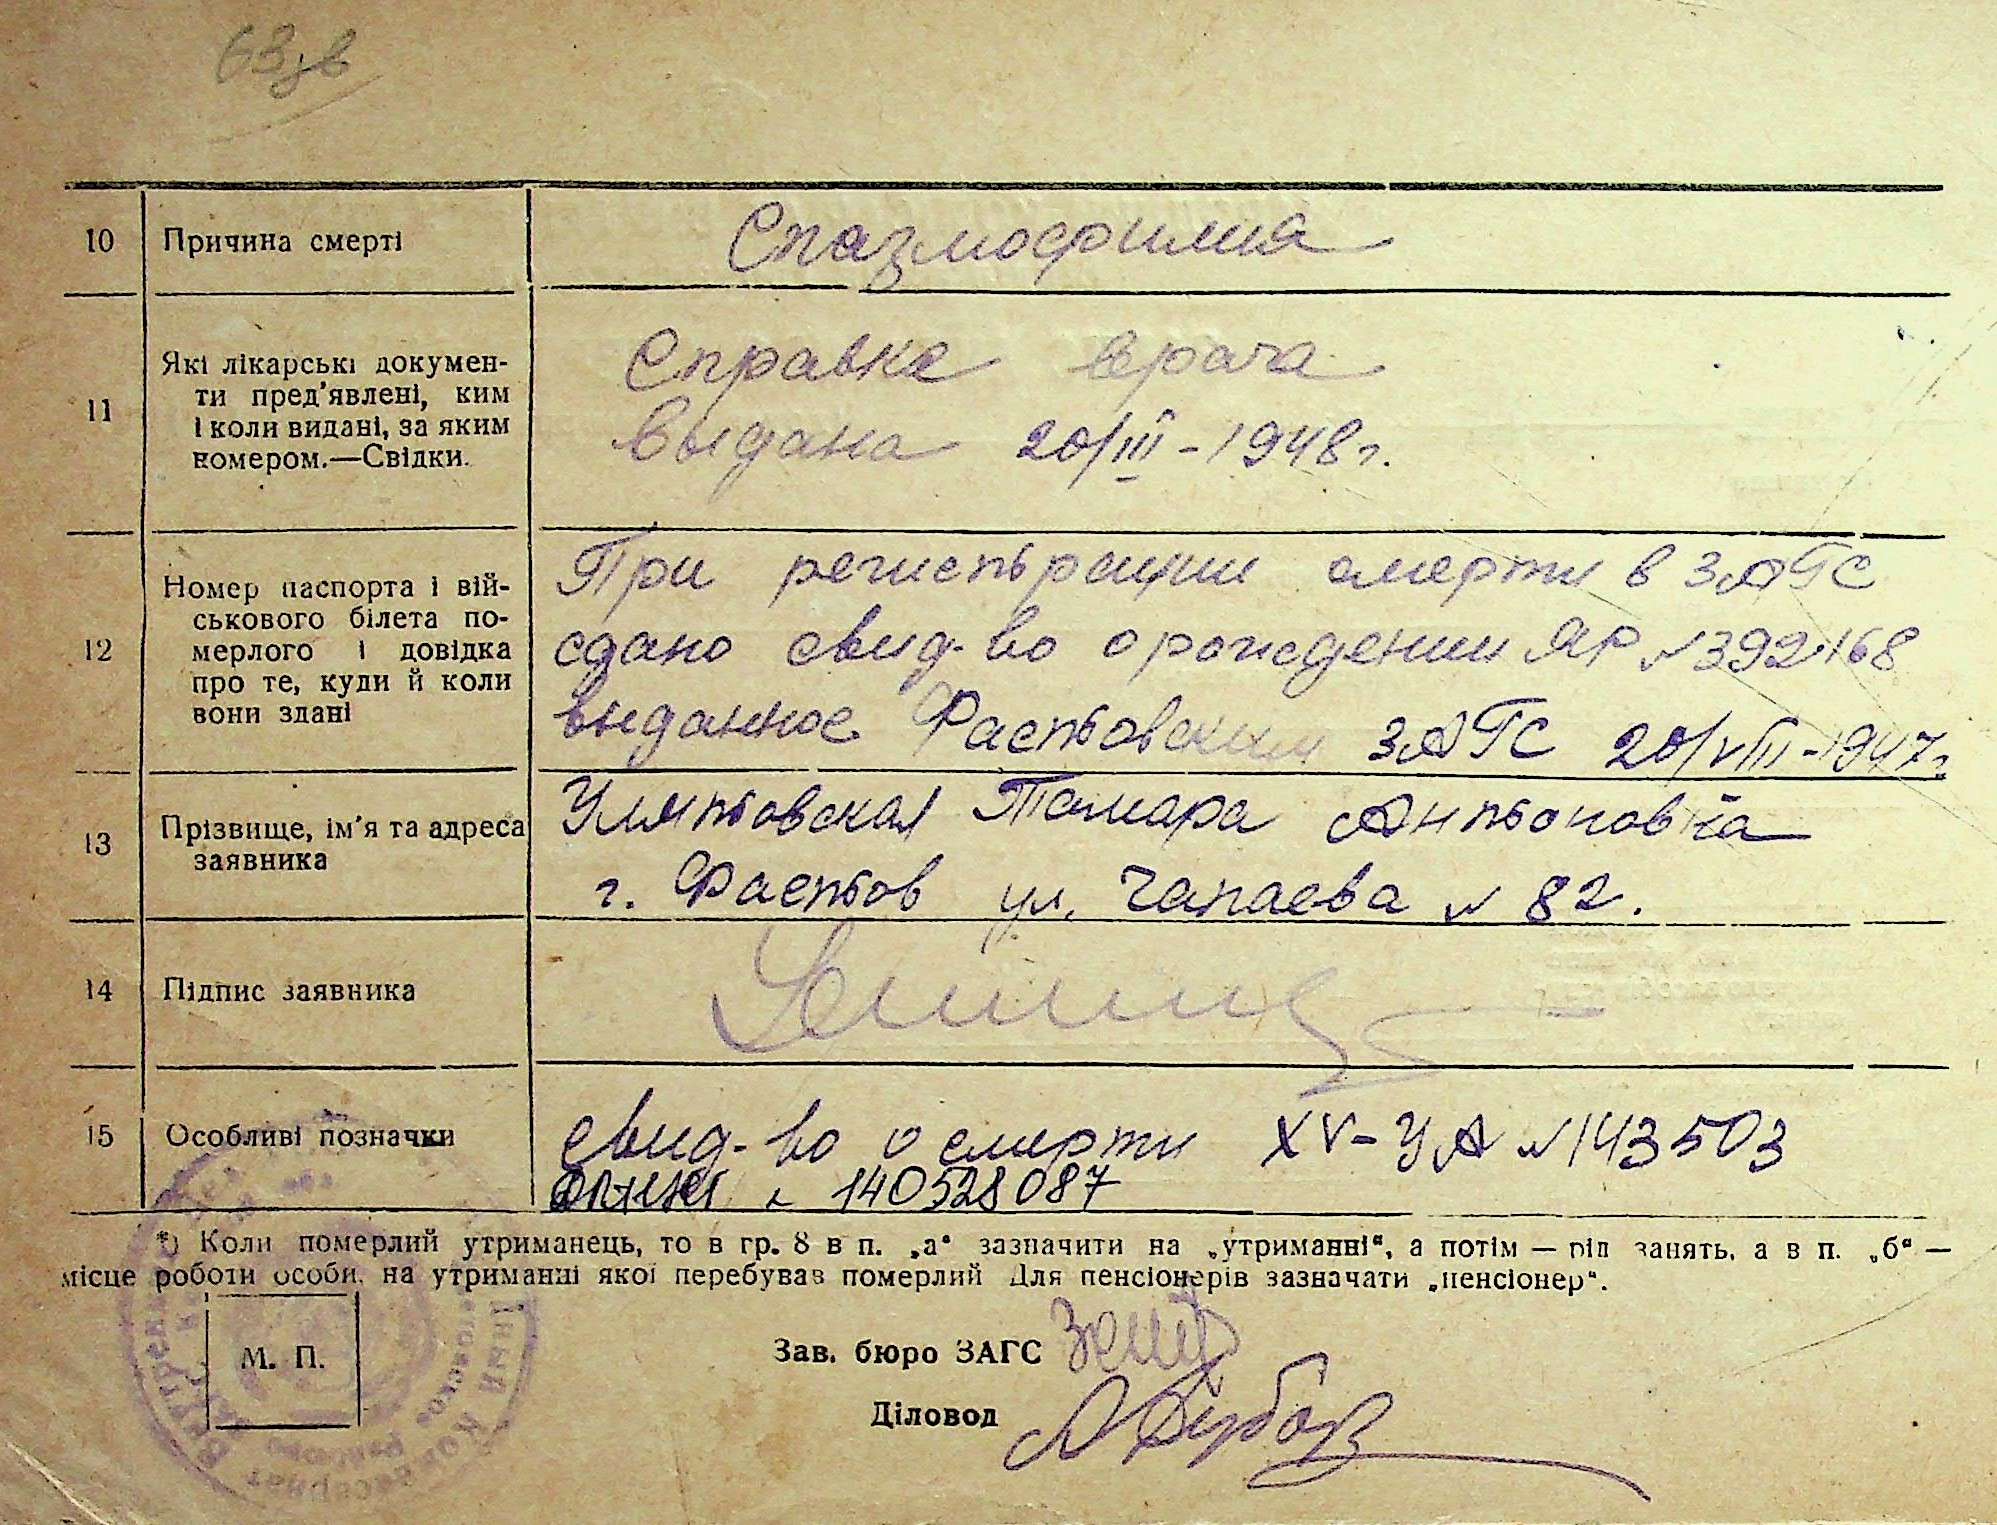 10 Причина смерті Спазмофилия
11 Які лікарські докумен-
ти пред'явлені, ким
і коли видані, за яким
номером.—Свідки.
Справка врача
выдана 20/III-1948г.
12 Номер паспорта і вій-
ськового білета по-
мерлого і довідка
про те, куди й коли
вони здані
При регистрации смерти в ЗАГС
сдано свид-во о рождении ЯР №392168
выданное Фастовским ЗАГС 20/VIII-1947г.
13 Прізвище, ім'я та адреса
заявника
Тамара Антоновна
г. Фастов ул. Чапаева № 82.
14 Підпис заявника
15 Особливі позначки
свид-во о смерти XV-УА №143503
140528087
*) Коли померлий утриманець, то в гр. 8 в п. „а“ зазначити на „утриманні“, а потім — рід занять, а в п. „б“ —
місце роботи особи, на утриманні якої перебував померлий Для пенсіонерів зазначати „пенсіонер“.
М. П.
Зав. бюро ЗАГС
Діловод